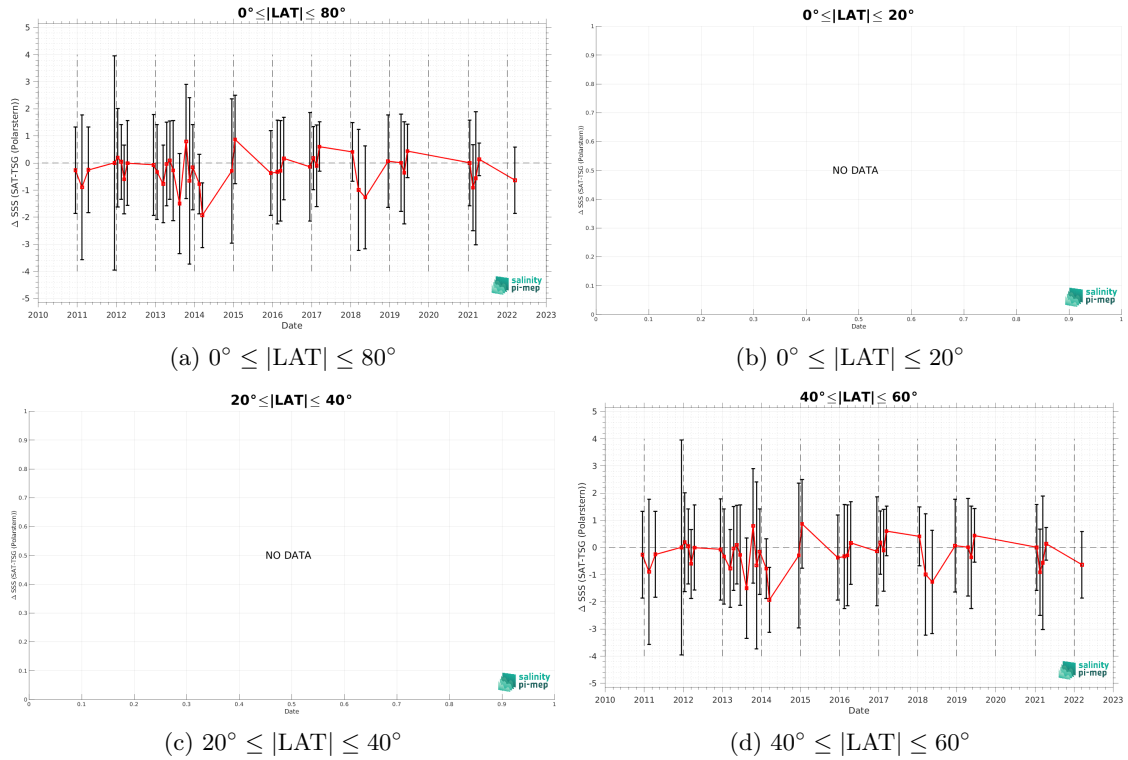 0°≤|LAT|≤ 80°
Δ SSS (SAT-TSG (Polarstern))
5
4
3
2
1
0
-1
-2
-3
-4
-5
2010 2011 2012 2013 2014 2015 2016 2017 2018 2019 2020 2021 2022 2023
Date
salinity
pi-mep
(a) 0° ≤ |LAT| ≤ 80°
0°≤|LAT|≤ 20°
Δ SSS (SAT-TSG (Polarstern))
1
0.9
0.8
0.7
0.6
0.5
0.4
0.3
0.2
0.1
0
NO DATA
0 0.1 0.2 0.3 0.4 0.5 0.6 0.7 0.8 0.9 1
Date
salinity
pi-mep
(b) 0° ≤ |LAT| ≤ 20°
20°≤|LAT|≤ 40°
Δ SSS (SAT-TSG (Polarstern))
1
0.9
0.8
0.7
0.6
0.5
0.4
0.3
0.2
0.1
0
NO DATA
0 0.1 0.2 0.3 0.4 0.5 0.6 0.7 0.8 0.9 1
Date
salinity
pi-mep
(c) 20° ≤ |LAT| ≤ 40°
40°≤|LAT|≤ 60°
Δ SSS (SAT-TSG (Polarstern))
5
4
3
2
1
0
-1
-2
-3
-4
-5
2010 2011 2012 2013 2014 2015 2016 2017 2018 2019 2020 2021 2022 2023
Date
salinity
pi-mep
(d) 40° ≤ |LAT| ≤ 60°